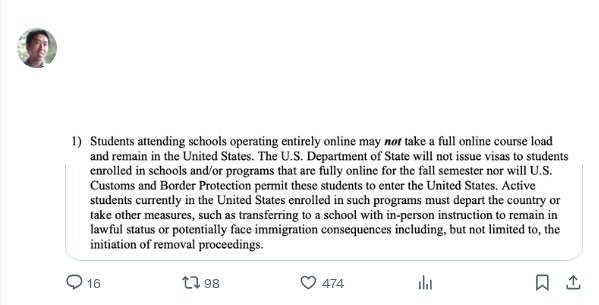 1) Students attending schools operating entirely online may not take a full online course load
and remain in the United States. The U.S. Department of State will not issue visas to students
enrolled in schools and/or programs that are fully online for the fall semester nor will U.S.
Customs and Border Protection permit these students to enter the United States. Active
students currently in the United States enrolled in such programs must depart the country or
take other measures, such as transferring to a school with in-person instruction to remain in
lawful status or potentially face immigration consequences including, but not limited to, the
initiation of removal proceedings.
16 98 474